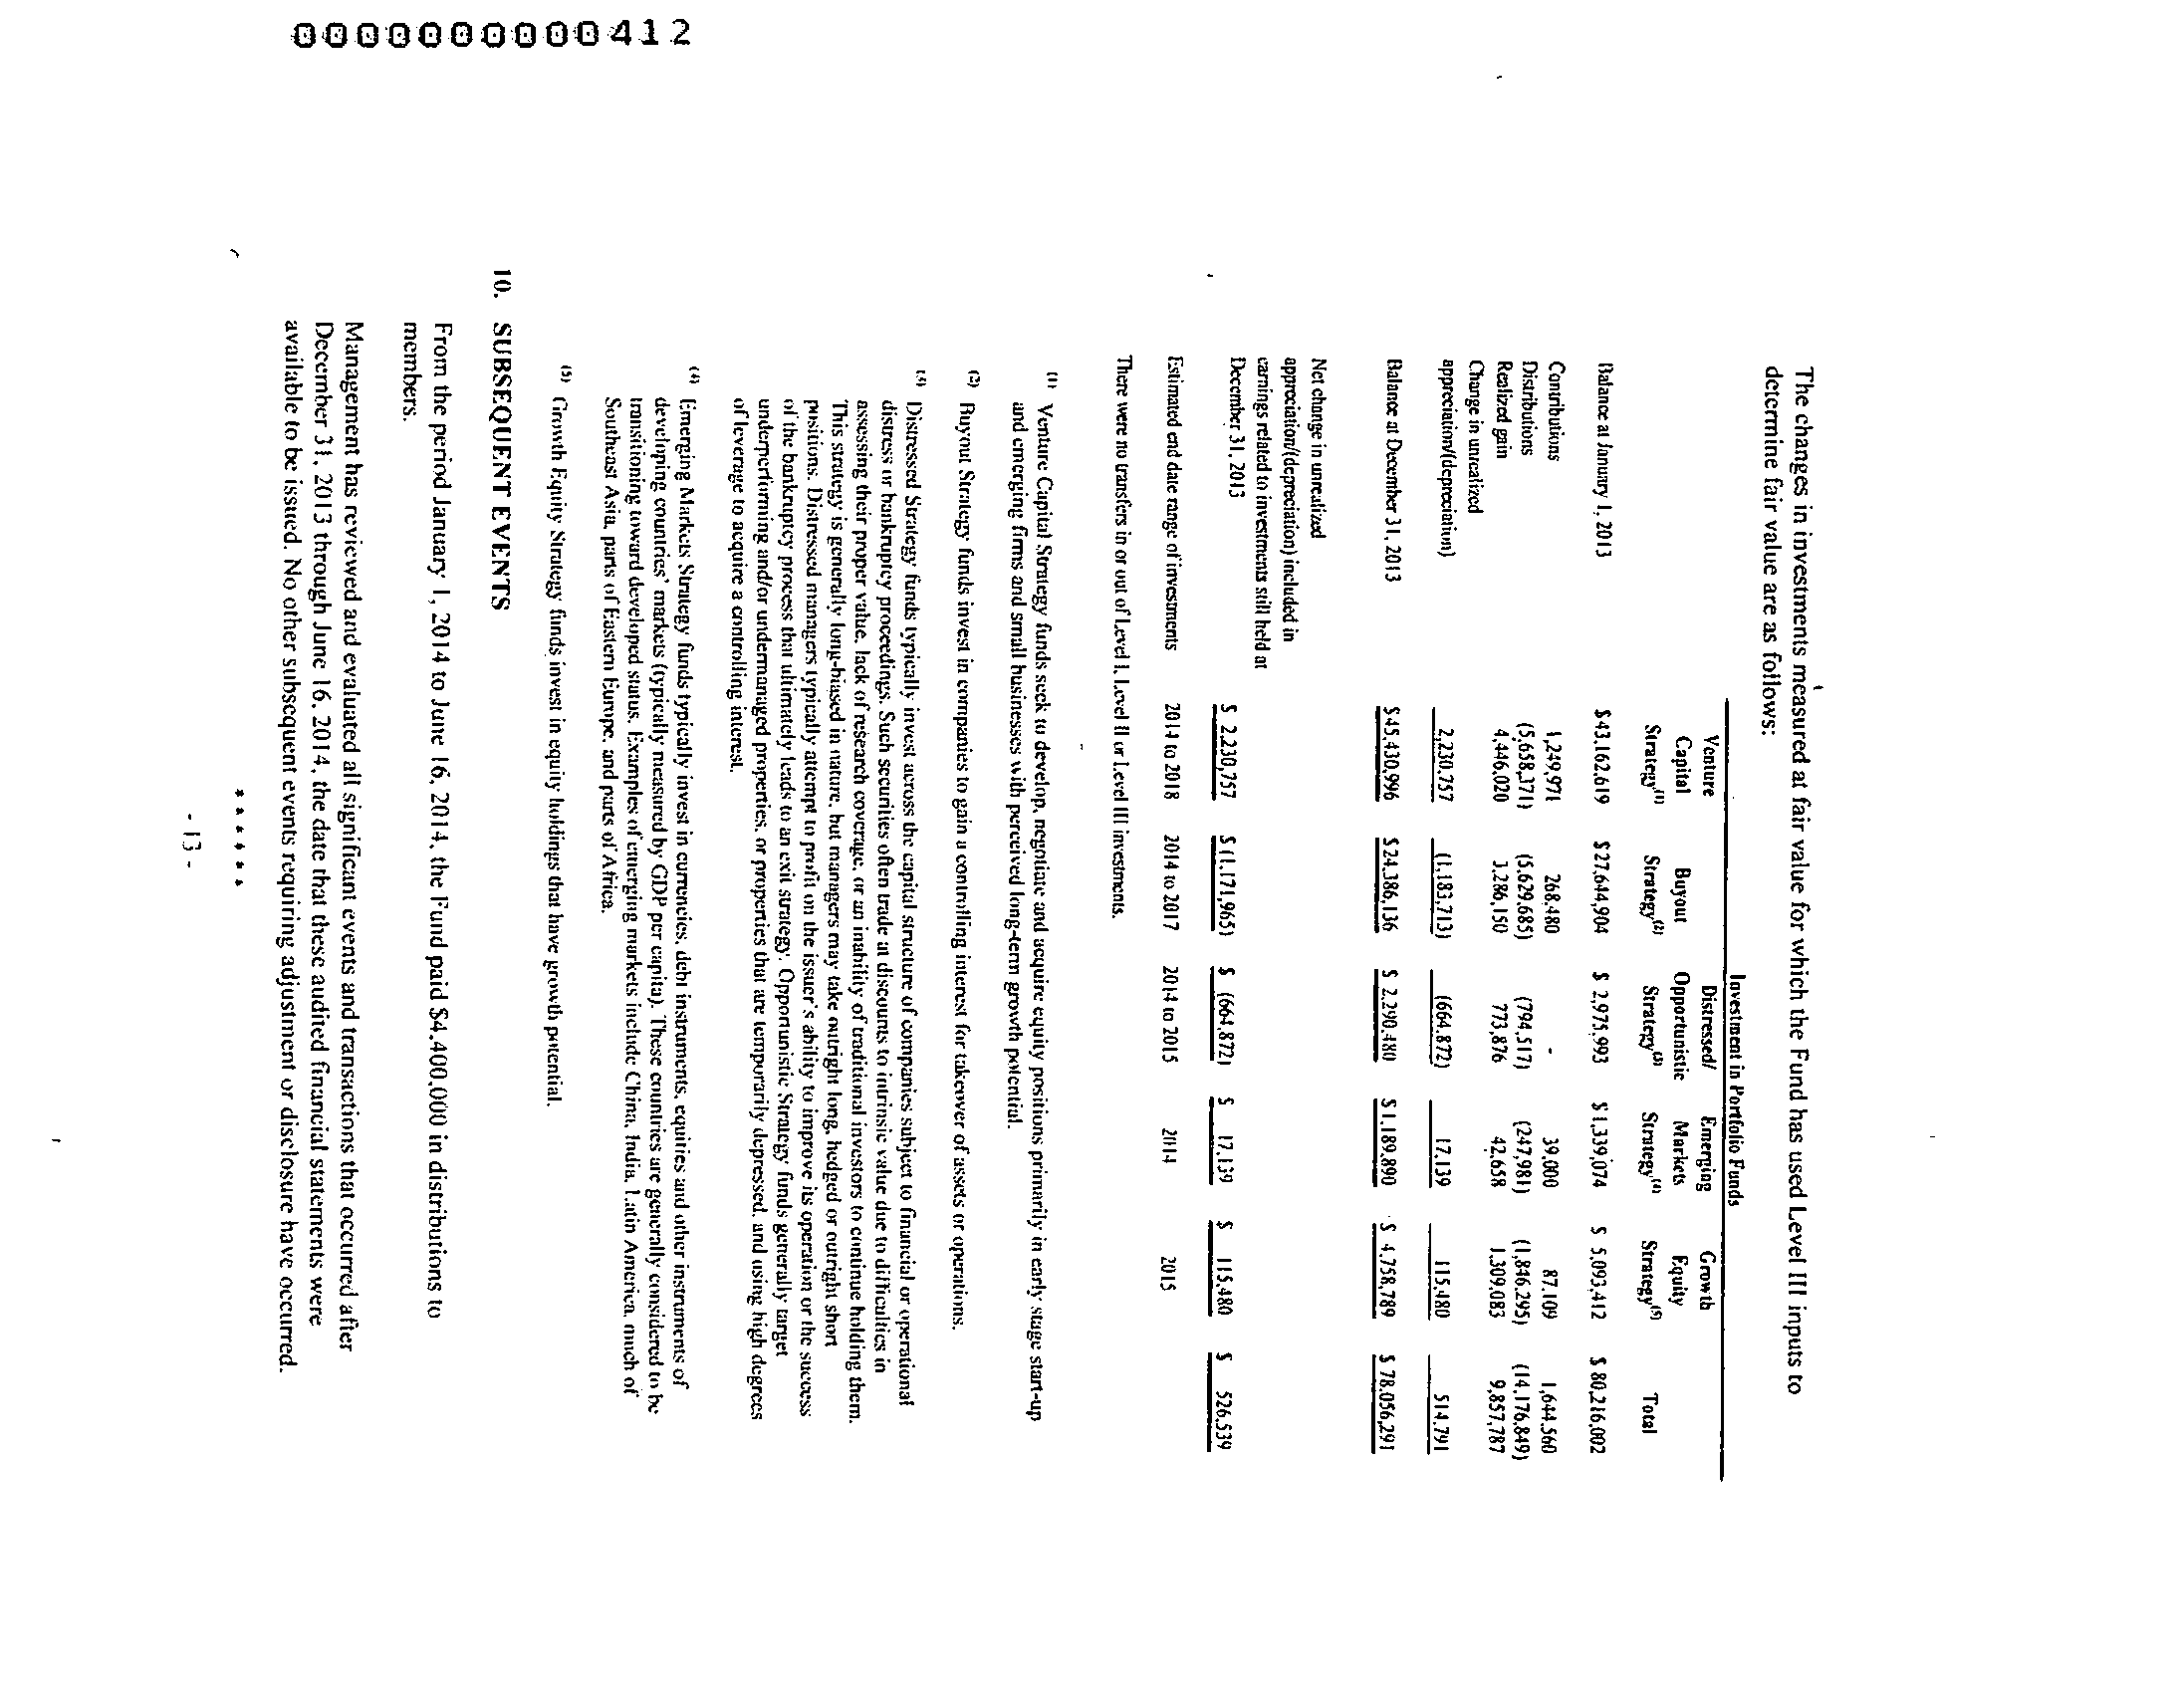 0000000000412
The changes in investments measured at fair value for which the Fund has used Level III inputs to
determine fair value are as follows:
Investment in Portfolio Funds
Venture Capital Strategy(1) Buyout Strategy(2) Distressed/ Opportunistic Strategy(3) Emerging Markets Strategy(4) Growth Equity Strategy(5) Total
Balance at January 1, 2013 $43,162,619 $27,644,904 $ 2,975,993 $1,339,074 $ 5,093,412 $ 80,216,002
Contributions 1,249,971 268,480 - 39,000 87,109 1,644,560
Distributions (5,658,371) (5,629,685) (794,517) (247,981) (1,846,295) (14,176,849)
Realized gain 4,446,020 3,286,150 773,876 42,658 1,309,083 9,857,787
Change in unrealized
appreciation/(depreciation) 2,230,757 (1,183,713) (664,872) 17,139 115,480 514,791
Balance at December 31, 2013 $45,430,996 $24,386,136 $ 2,290,480 $1,189,890 $ 4,758,789 $ 78,056,291
Net change in unrealized
appreciation/(depreciation) included in
earnings related to investments still held at
December 31, 2013 $ 2,230,757 $ (1,171,965) $ (664,872) $ 17,139 $ 115,480 $ 526,539
Estimated end date range of investments 2014 to 2018 2014 to 2017 2014 to 2015 2014 2015
There were no transfers in or out of Level I, Level II or Level III investments.
(1) Venture Capital Strategy funds seek to develop, negotiate and acquire equity positions primarily in early stage start-up
and emerging firms and small businesses with perceived long-term growth potential.
(2) Buyout Strategy funds invest in companies to gain a controlling interest for takeover of assets or operations.
(3) Distressed Strategy funds typically invest across the capital structure of companies subject to financial or operational
distress or bankruptcy proceedings. Such securities often trade at discounts to intrinsic value due to difficulties in
assessing their proper value, lack of research coverage, or an inability of traditional investors to continue holding them.
This strategy is generally long-biased in nature, but managers may take outright long, hedged or outright short
positions. Distressed managers typically attempt to profit on the issuer's ability to improve its operation or the success
of the bankruptcy process that ultimately leads to an exit strategy. Opportunistic Strategy funds generally target
underperforming and/or undermanaged properties, or properties that are temporarily depressed, and using high degrees
of leverage to acquire a controlling interest.
(4) Emerging Markets Strategy funds typically invest in currencies, debt instruments, equities and other instruments of
developing countries' markets (typically measured by GDP per capita). These countries are generally considered to be
transitioning toward developed status. Examples of emerging markets include China, India, Latin America, much of
Southeast Asia, parts of Eastern Europe, and parts of Africa.
(5) Growth Equity Strategy funds invest in equity holdings that have growth potential.
10. SUBSEQUENT EVENTS
From the period January 1, 2014 to June 16, 2014, the Fund paid $4,400,000 in distributions to
members.
Management has reviewed and evaluated all significant events and transactions that occurred after
December 31, 2013 through June 16, 2014, the date that these audited financial statements were
available to be issued. No other subsequent events requiring adjustment or disclosure have occurred.
* * * * * *
- 13 -